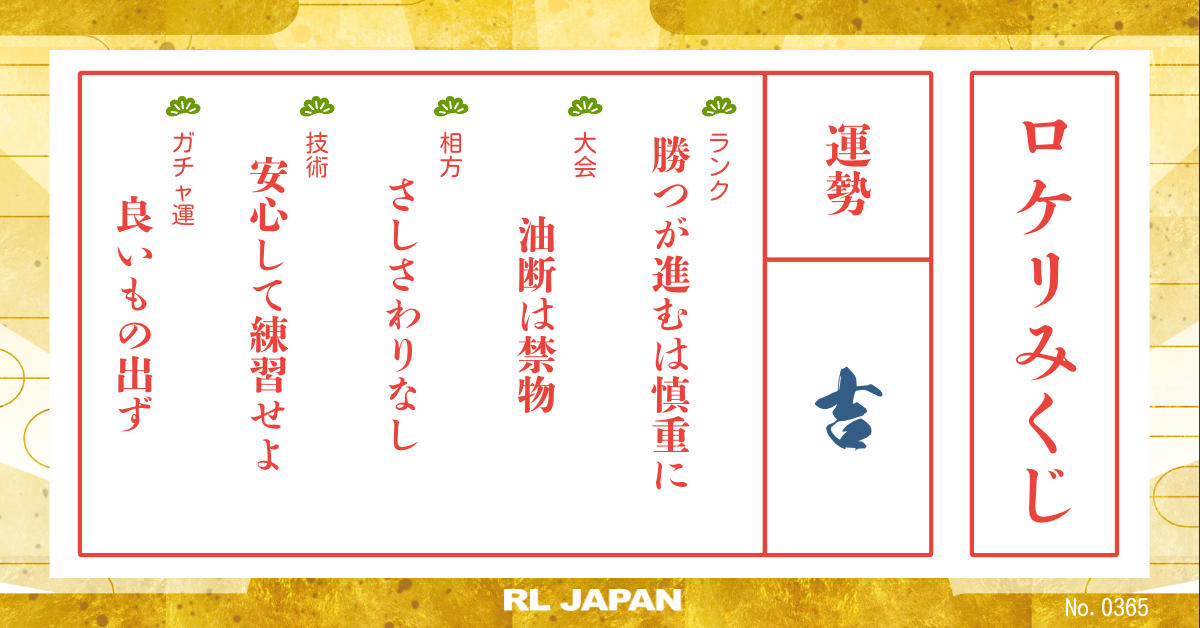 ロケリみくじ
運勢
吉
ランク
勝つが進むは慎重に
大会
油断は禁物
相方
さしさわりなし
技術
安心して練習せよ
ガチャ運
良いもの出ず
RL JAPAN
No. 0365